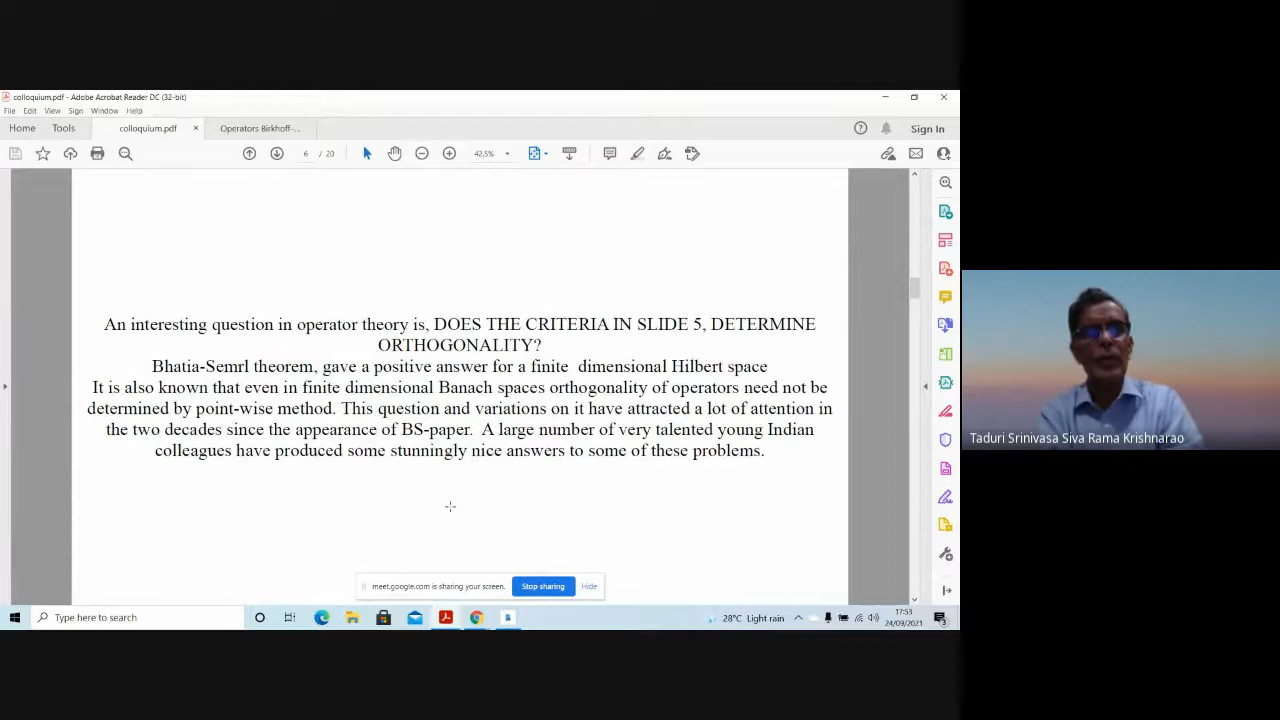 colloquium.pdf - Adobe Acrobat Reader DC (32-bit)
File Edit View Sign Window Help
Home Tools colloquium.pdf × Operators Birkhoff-... Sign In
6 / 20 42.5%
An interesting question in operator theory is, DOES THE CRITERIA IN SLIDE 5, DETERMINE
ORTHOGONALITY?
Bhatia-Semrl theorem, gave a positive answer for a finite dimensional Hilbert space
It is also known that even in finite dimensional Banach spaces orthogonality of operators need not be
determined by point-wise method. This question and variations on it have attracted a lot of attention in
the two decades since the appearance of BS-paper. A large number of very talented young Indian
colleagues have produced some stunningly nice answers to some of these problems.
Taduri Srinivasa Siva Rama Krishnarao
meet.google.com is sharing your screen. Stop sharing Hide
Type here to search
28°C Light rain
17:53
24/09/2021
3